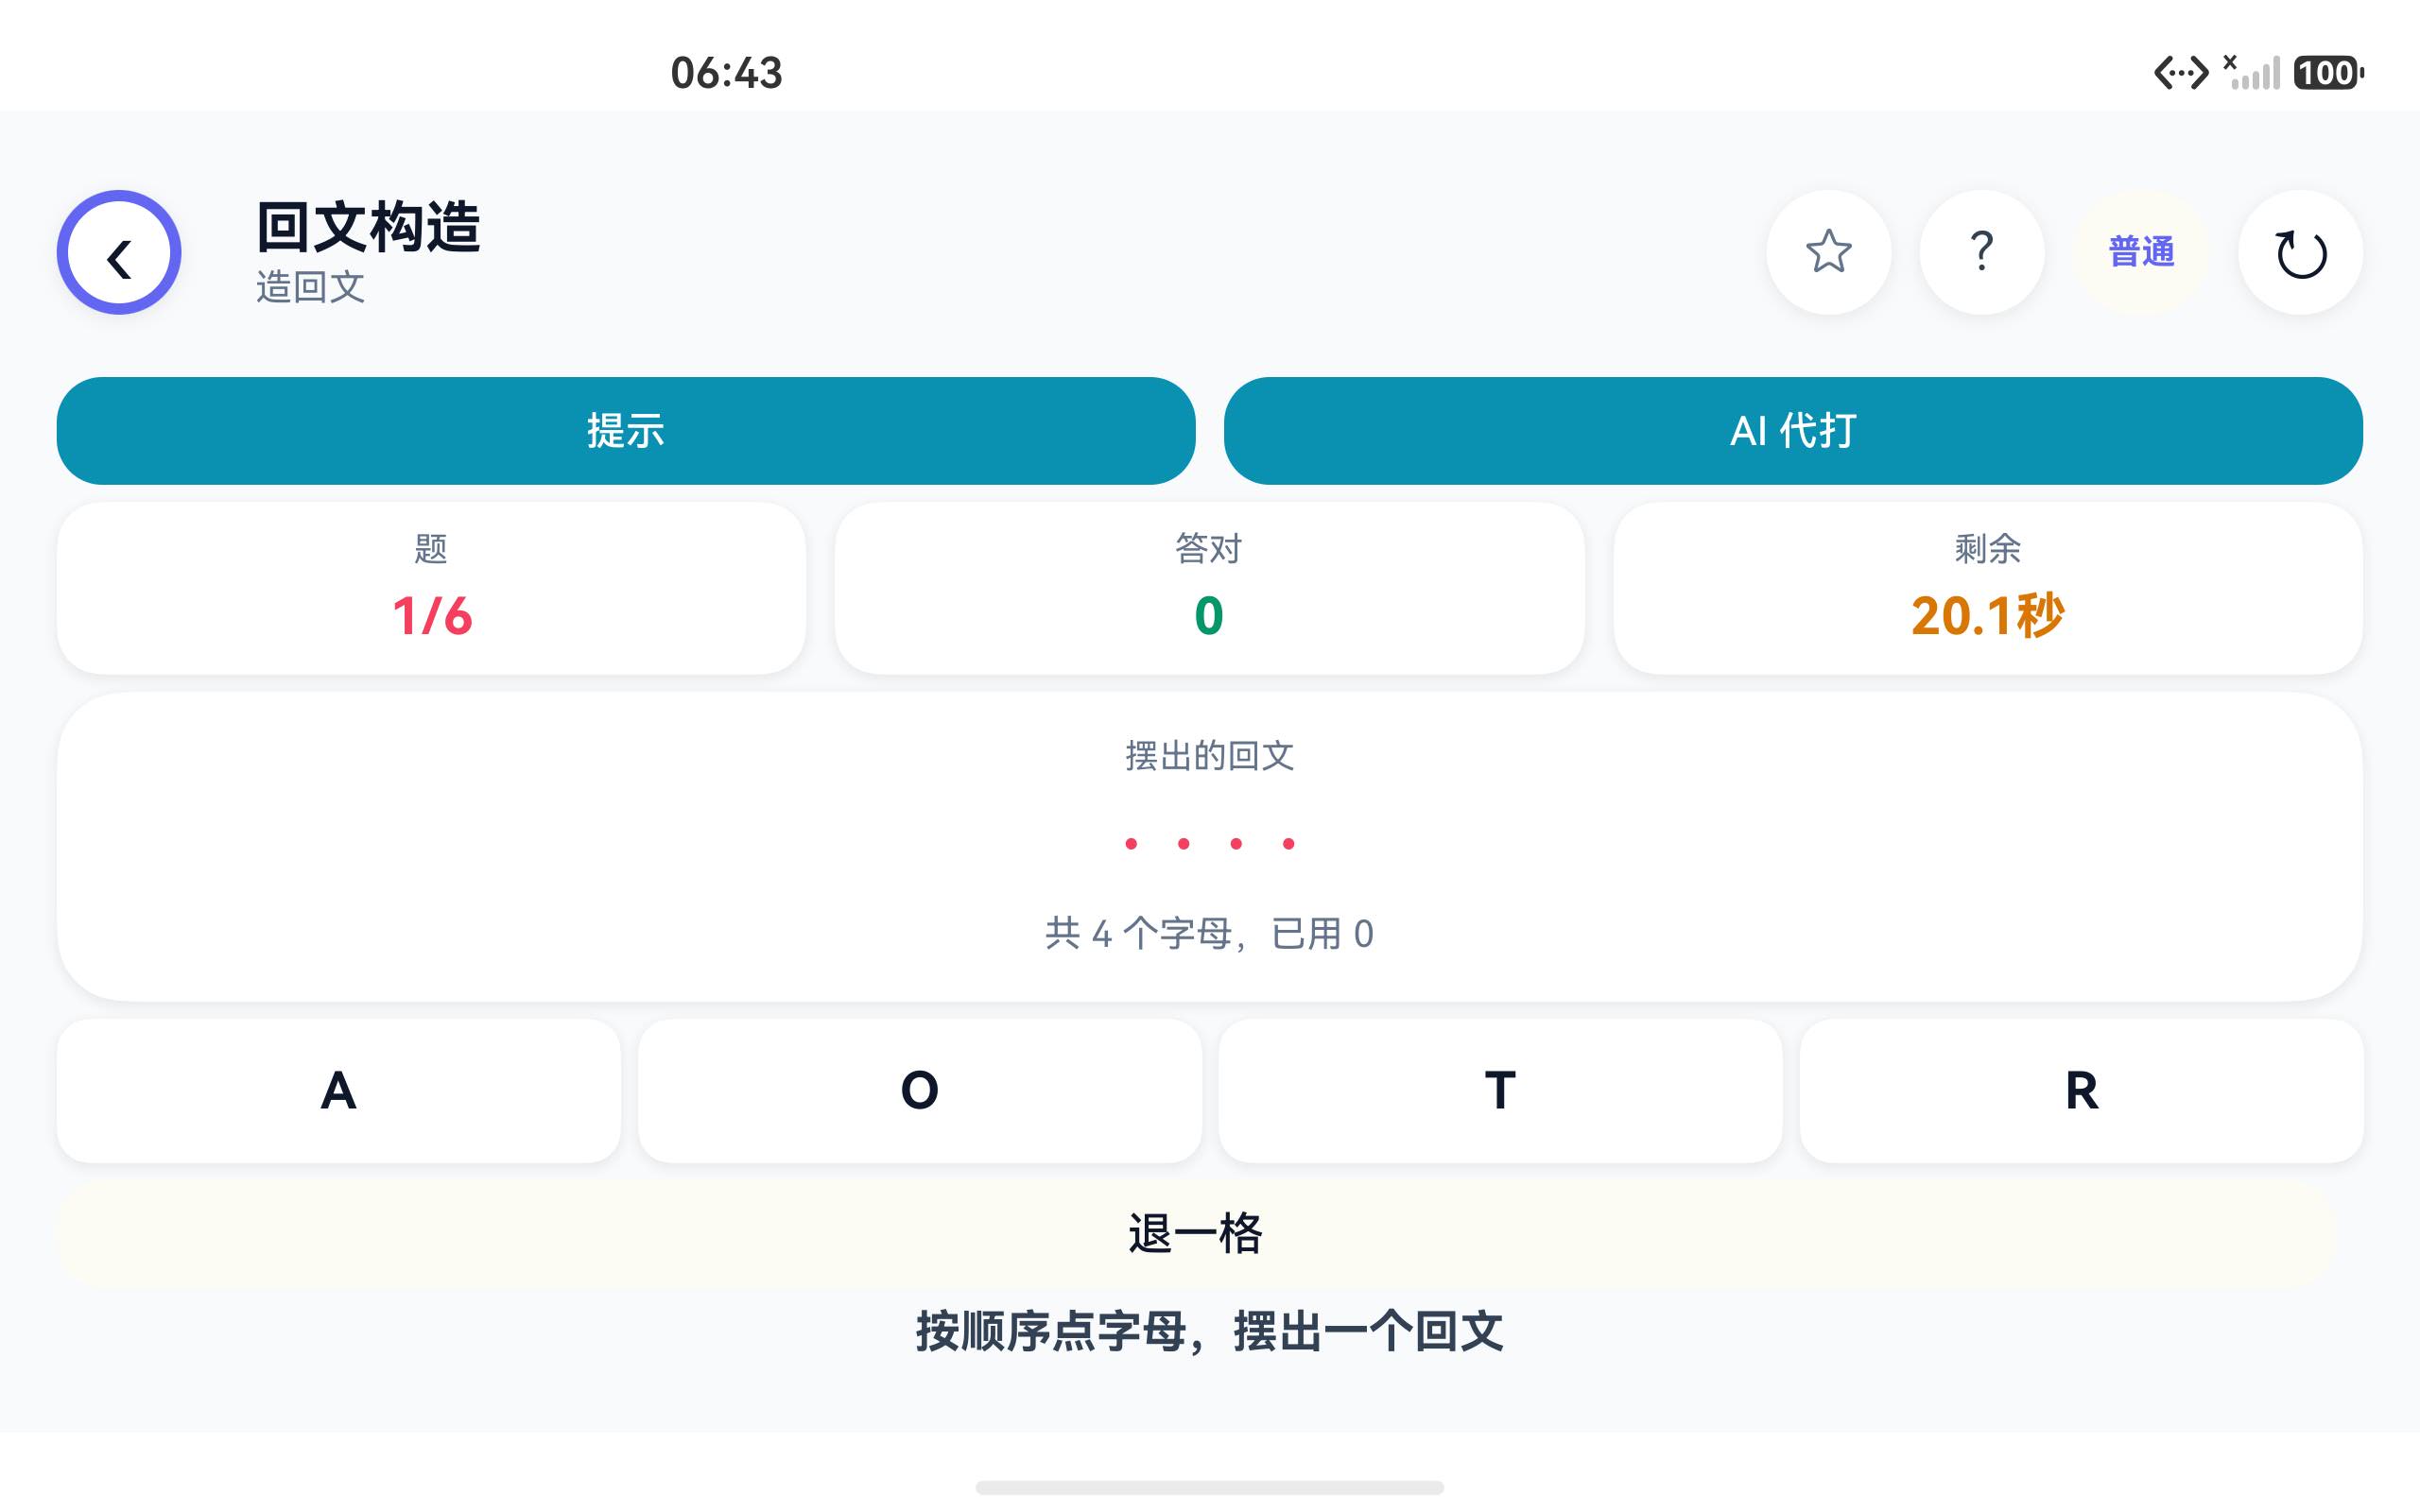 06:43
100
回文构造
造回文
?
普通
提示
AI 代打
题
答对
剩余
1/6
0
20.1秒
摆出的回文
共 4 个字母，已用 0
A
O
T
R
退一格
按顺序点字母，摆出一个回文